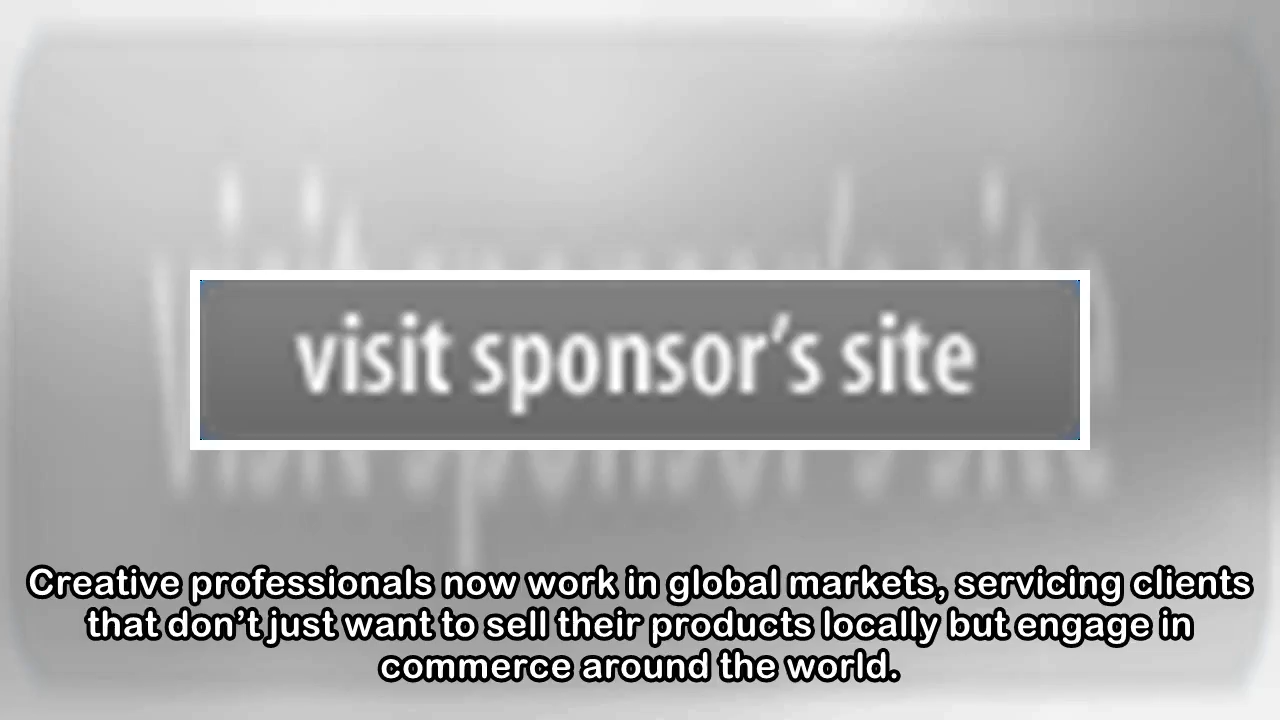 visit sponsor's site
Creative professionals now work in global markets, servicing clients
that don't just want to sell their products locally but engage in
commerce around the world.